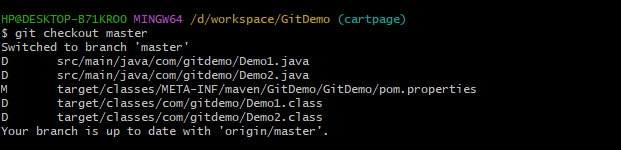 HP@DESKTOP-B71KROO MINGW64 /d/workspace/GitDemo (cartpage)
$ git checkout master
Switched to branch 'master'
D       src/main/java/com/gitdemo/Demo1.java
D       src/main/java/com/gitdemo/Demo2.java
M       target/classes/META-INF/maven/GitDemo/GitDemo/pom.properties
D       target/classes/com/gitdemo/Demo1.class
D       target/classes/com/gitdemo/Demo2.class
Your branch is up to date with 'origin/master'.